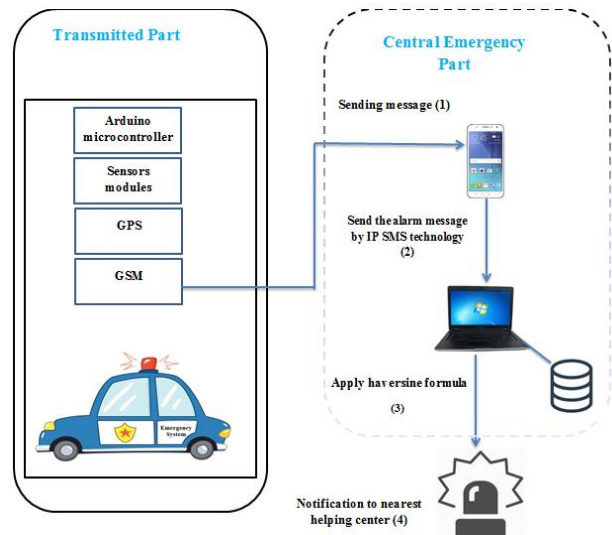 Transmitted Part
Arduino
microcontroller
Sensors
modules
GPS
GSM
Emergency
System
Central Emergency
Part
Sending message (1)
Send the alarm message
by IP SMS technology
(2)
Apply haversine formula
(3)
Notification to nearest
helping center (4)